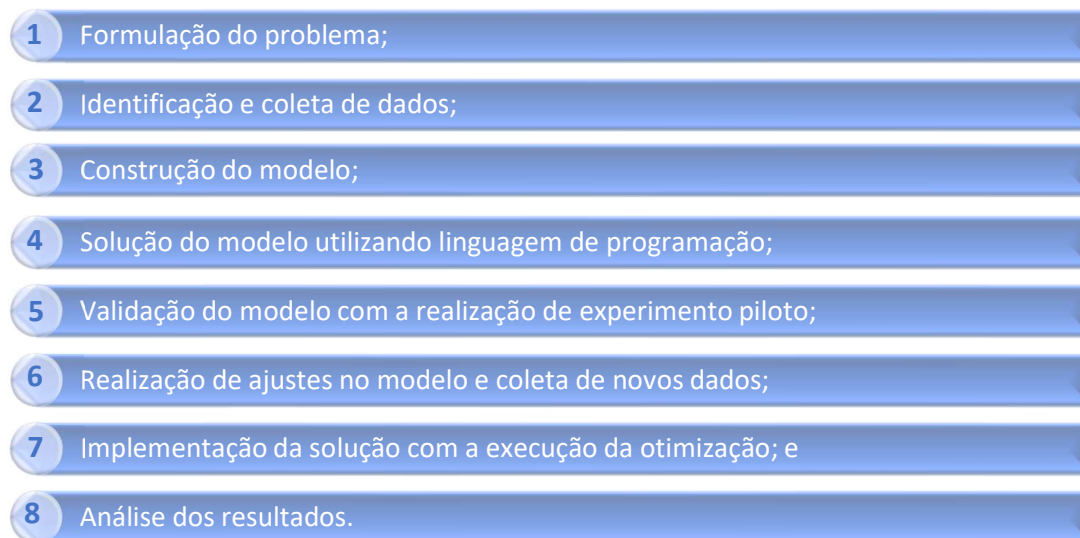 1 Formulação do problema;
2 Identificação e coleta de dados;
3 Construção do modelo;
4 Solução do modelo utilizando linguagem de programação;
5 Validação do modelo com a realização de experimento piloto;
6 Realização de ajustes no modelo e coleta de novos dados;
7 Implementação da solução com a execução da otimização; e
8 Análise dos resultados.